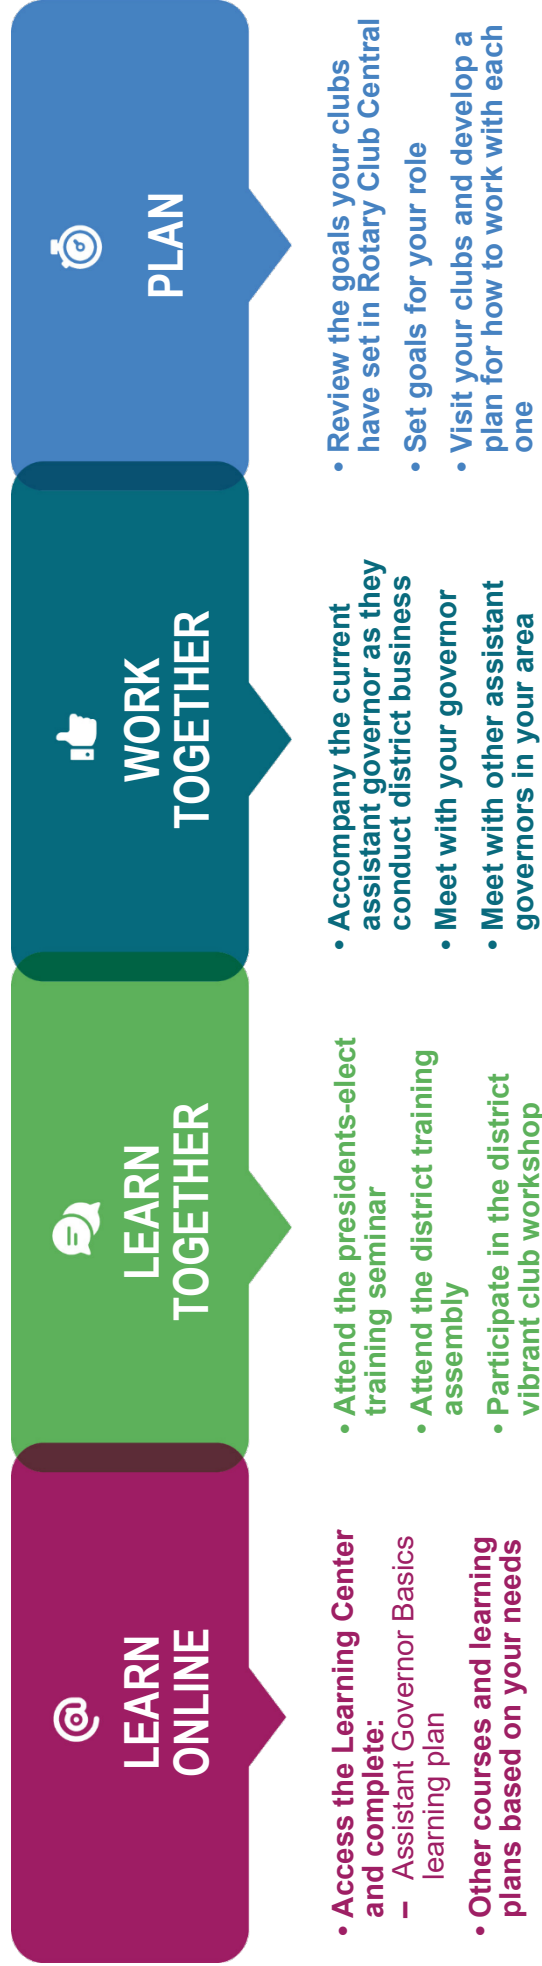 LEARN
ONLINE
• Access the Learning Center
and complete:
– Assistant Governor Basics
learning plan
• Other courses and learning
plans based on your needs
LEARN
TOGETHER
• Attend the presidents-elect
training seminar
• Attend the district training
assembly
• Participate in the district
vibrant club workshop
WORK
TOGETHER
• Accompany the current
assistant governor as they
conduct district business
• Meet with your governor
• Meet with other assistant
governors in your area
PLAN
• Review the goals your clubs
have set in Rotary Club Central
• Set goals for your role
• Visit your clubs and develop a
plan for how to work with each
one